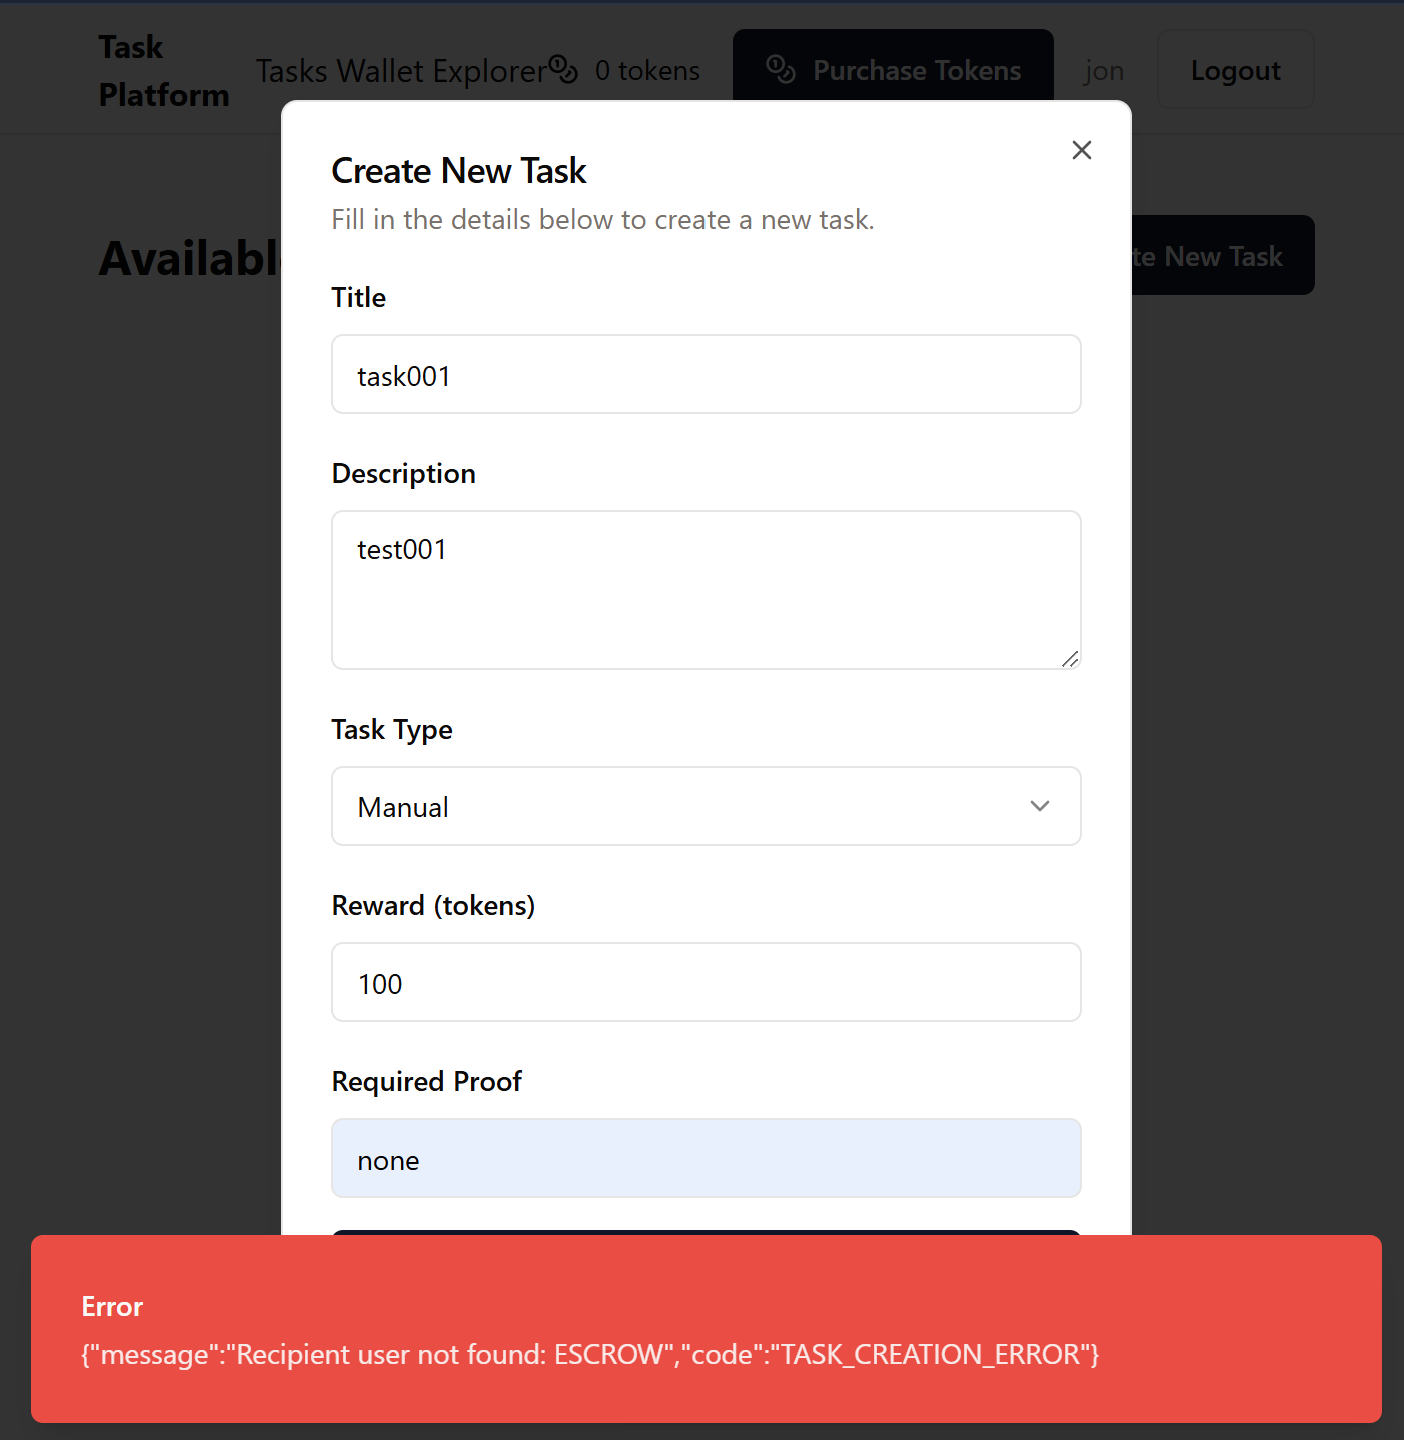 Task Platform
Tasks Wallet Explorer 0 tokens Purchase Tokens jon Logout
Create New Task
Fill in the details below to create a new task.
Available
te New Task
Title
task001
Description
test001
Task Type
Manual
Reward (tokens)
100
Required Proof
none
Error
{"message":"Recipient user not found: ESCROW","code":"TASK_CREATION_ERROR"}